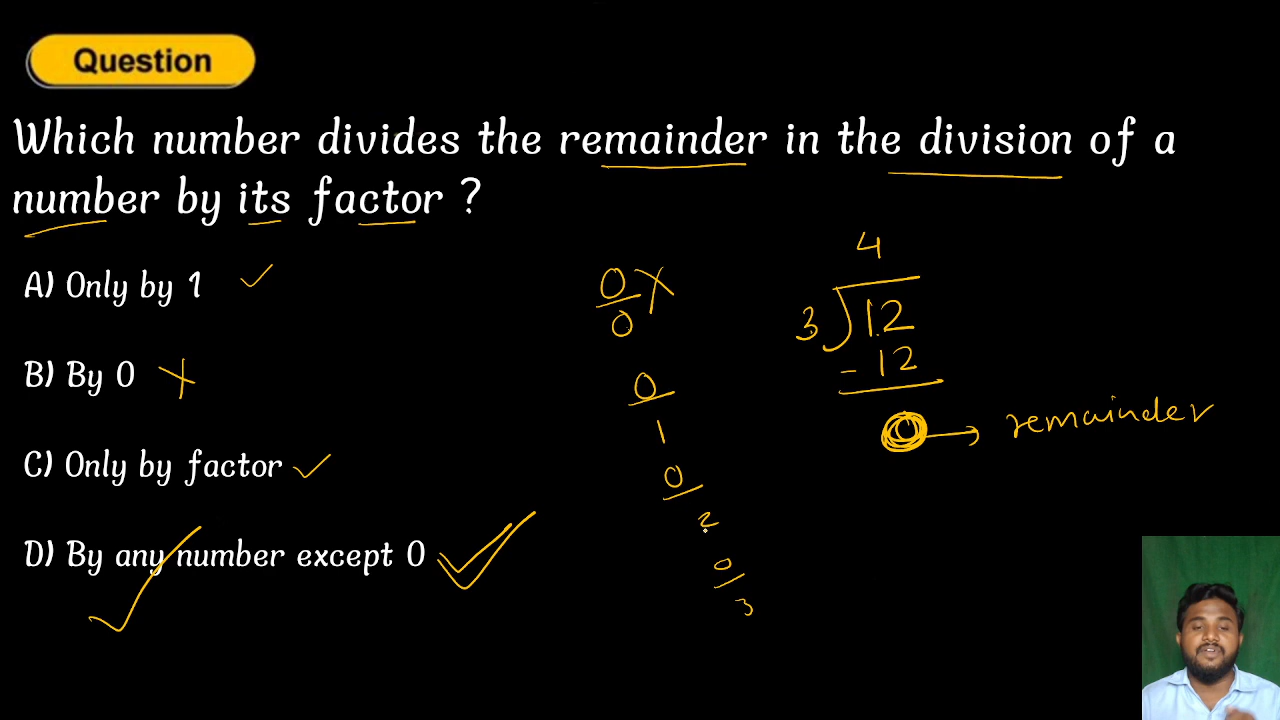 Question
Which number divides the remainder in the division of a
number by its factor ?
A) Only by 1 ✓
B) By 0 X
C) Only by factor ✓
D) By any number except 0 ✓
0/0 X
0/1
0/2
0/3
4
3)12
- 12
0 → remainder